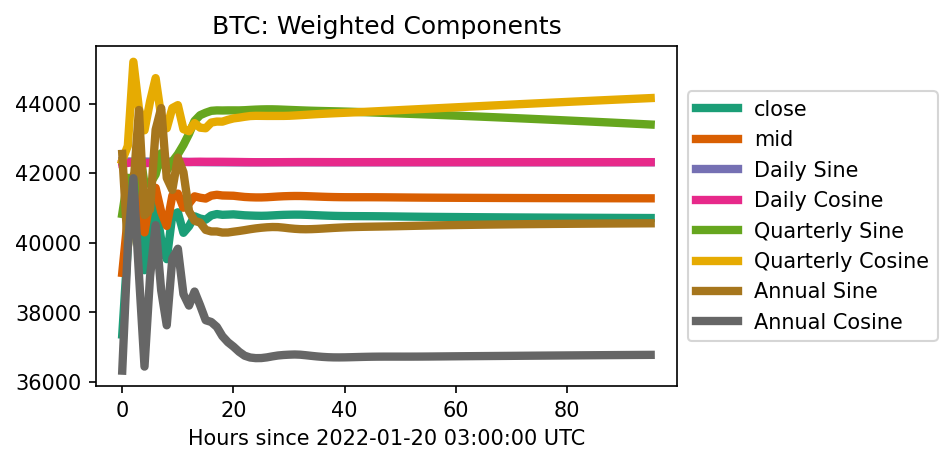 BTC: Weighted Components
44000
42000
40000
38000
36000
0 20 40 60 80
Hours since 2022-01-20 03:00:00 UTC
close
mid
Daily Sine
Daily Cosine
Quarterly Sine
Quarterly Cosine
Annual Sine
Annual Cosine